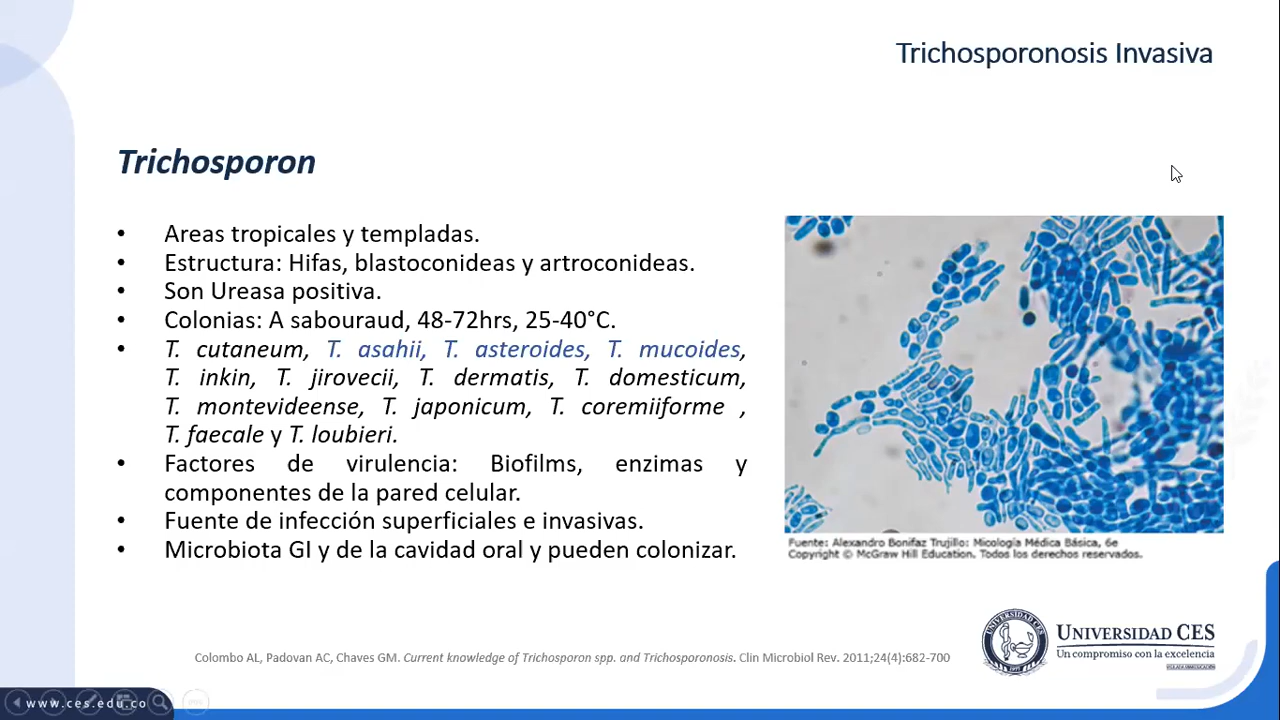 Trichosporonosis Invasiva
Trichosporon
• Areas tropicales y templadas.
• Estructura: Hifas, blastoconideas y artroconideas.
• Son Ureasa positiva.
• Colonias: A sabouraud, 48-72hrs, 25-40°C.
• T. cutaneum, T. asahii, T. asteroides, T. mucoides,
T. inkin, T. jirovecii, T. dermatis, T. domesticum,
T. montevideense, T. japonicum, T. coremiiforme ,
T. faecale y T. loubieri.
• Factores de virulencia: Biofilms, enzimas y
componentes de la pared celular.
• Fuente de infección superficiales e invasivas.
• Microbiota GI y de la cavidad oral y pueden colonizar.
Fuente: Alexandro Bonifaz Trujillo: Micología Médica Básica, 6e
Copyright © McGraw Hill Education. Todos los derechos reservados.
UNIVERSIDAD CES
Un compromiso con la excelencia
Colombo AL, Padovan AC, Chaves GM. Current knowledge of Trichosporon spp. and Trichosporonosis. Clin Microbiol Rev. 2011;24(4):682-700
www.ces.edu.co